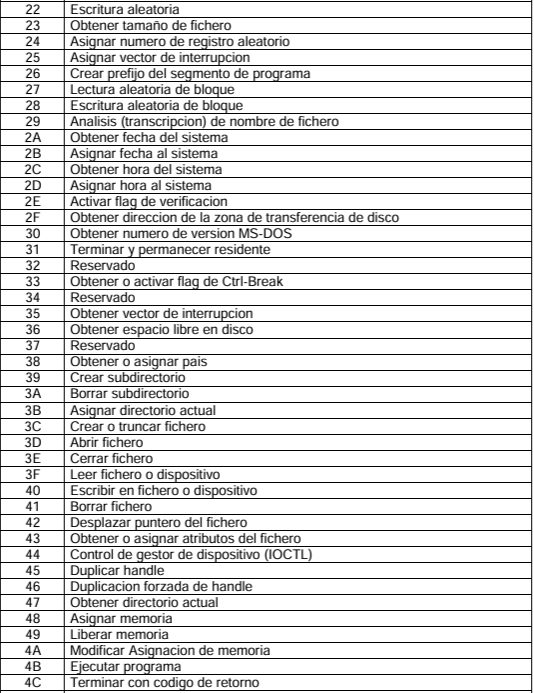 22 Escritura aleatoria
23 Obtener tamaño de fichero
24 Asignar numero de registro aleatorio
25 Asignar vector de interrupcion
26 Crear prefijo del segmento de programa
27 Lectura aleatoria de bloque
28 Escritura aleatoria de bloque
29 Analisis (transcripcion) de nombre de fichero
2A Obtener fecha del sistema
2B Asignar fecha al sistema
2C Obtener hora del sistema
2D Asignar hora al sistema
2E Activar flag de verificacion
2F Obtener direccion de la zona de transferencia de disco
30 Obtener numero de version MS-DOS
31 Terminar y permanecer residente
32 Reservado
33 Obtener o activar flag de Ctrl-Break
34 Reservado
35 Obtener vector de interrupcion
36 Obtener espacio libre en disco
37 Reservado
38 Obtener o asignar pais
39 Crear subdirectorio
3A Borrar subdirectorio
3B Asignar directorio actual
3C Crear o truncar fichero
3D Abrir fichero
3E Cerrar fichero
3F Leer fichero o dispositivo
40 Escribir en fichero o dispositivo
41 Borrar fichero
42 Desplazar puntero del fichero
43 Obtener o asignar atributos del fichero
44 Control de gestor de dispositivo (IOCTL)
45 Duplicar handle
46 Duplicacion forzada de handle
47 Obtener directorio actual
48 Asignar memoria
49 Liberar memoria
4A Modificar Asignacion de memoria
4B Ejecutar programa
4C Terminar con codigo de retorno